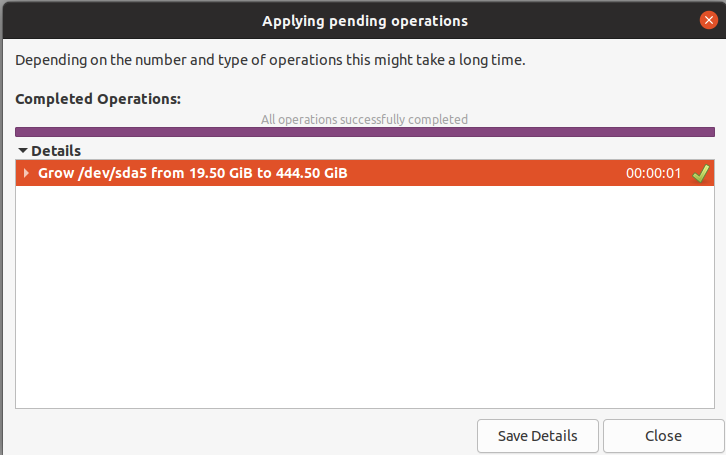 Applying pending operations
Depending on the number and type of operations this might take a long time.
Completed Operations:
All operations successfully completed
Details
Grow /dev/sda5 from 19.50 GiB to 444.50 GiB 00:00:01
Save Details Close